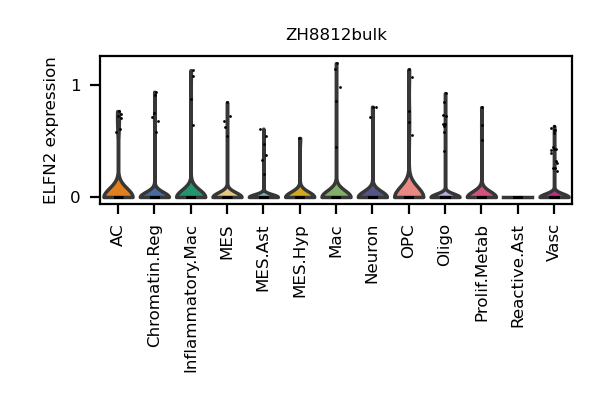 ZH8812bulk
ELFN2 expression
1
0
AC
Chromatin.Reg
Inflammatory.Mac
MES
MES.Ast
MES.Hyp
Mac
Neuron
OPC
Oligo
Prolif.Metab
Reactive.Ast
Vasc